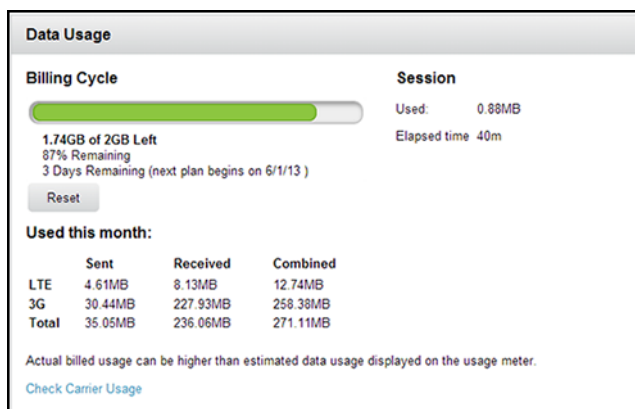 Data Usage
Billing Cycle
1.74GB of 2GB Left
87% Remaining
3 Days Remaining (next plan begins on 6/1/13 )
Reset
Session
Used: 0.88MB
Elapsed time 40m
Used this month:
Sent Received Combined
LTE 4.61MB 8.13MB 12.74MB
3G 30.44MB 227.93MB 258.38MB
Total 35.05MB 236.06MB 271.11MB
Actual billed usage can be higher than estimated data usage displayed on the usage meter.
Check Carrier Usage